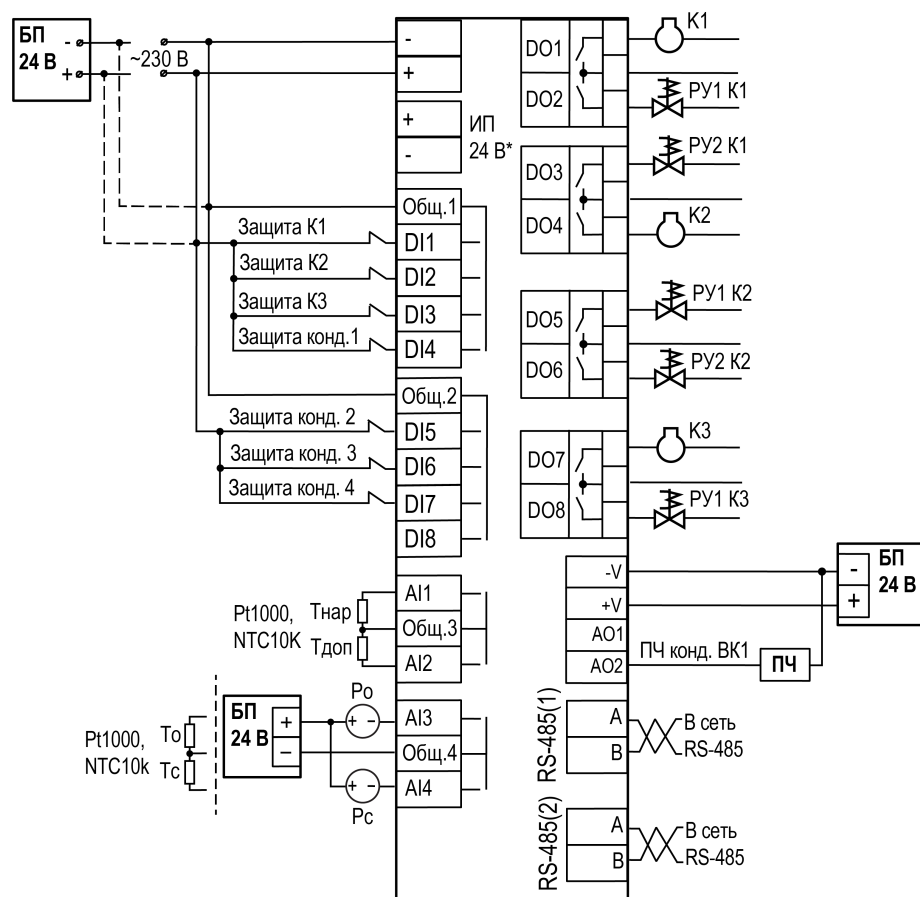 БП
24 В
-
+
~230 В
-
+
+
-
ИП
24 В*
Общ.1
Защита К1
DI1
Защита К2
DI2
Защита К3
DI3
Защита конд.1
DI4
Общ.2
Защита конд. 2
DI5
Защита конд. 3
DI6
Защита конд. 4
DI7
DI8
Pt1000,
NTC10K
Тнар
Тдоп
AI1
Общ.3
AI2
Pt1000,
NTC10k
То
Тс
БП
24 В
+
−
Ро
+ −
+ −
Рс
AI3
Общ.4
AI4
DO1
DO2
К1
РУ1 К1
DO3
DO4
РУ2 К1
К2
DO5
DO6
РУ1 К2
РУ2 К2
DO7
DO8
К3
РУ1 К3
-V
+V
AO1
AO2
ПЧ конд. ВК1
ПЧ
-
+
БП
24 В
RS-485(1)
A
B
В сеть
RS-485
RS-485(2)
A
B
В сеть
RS-485